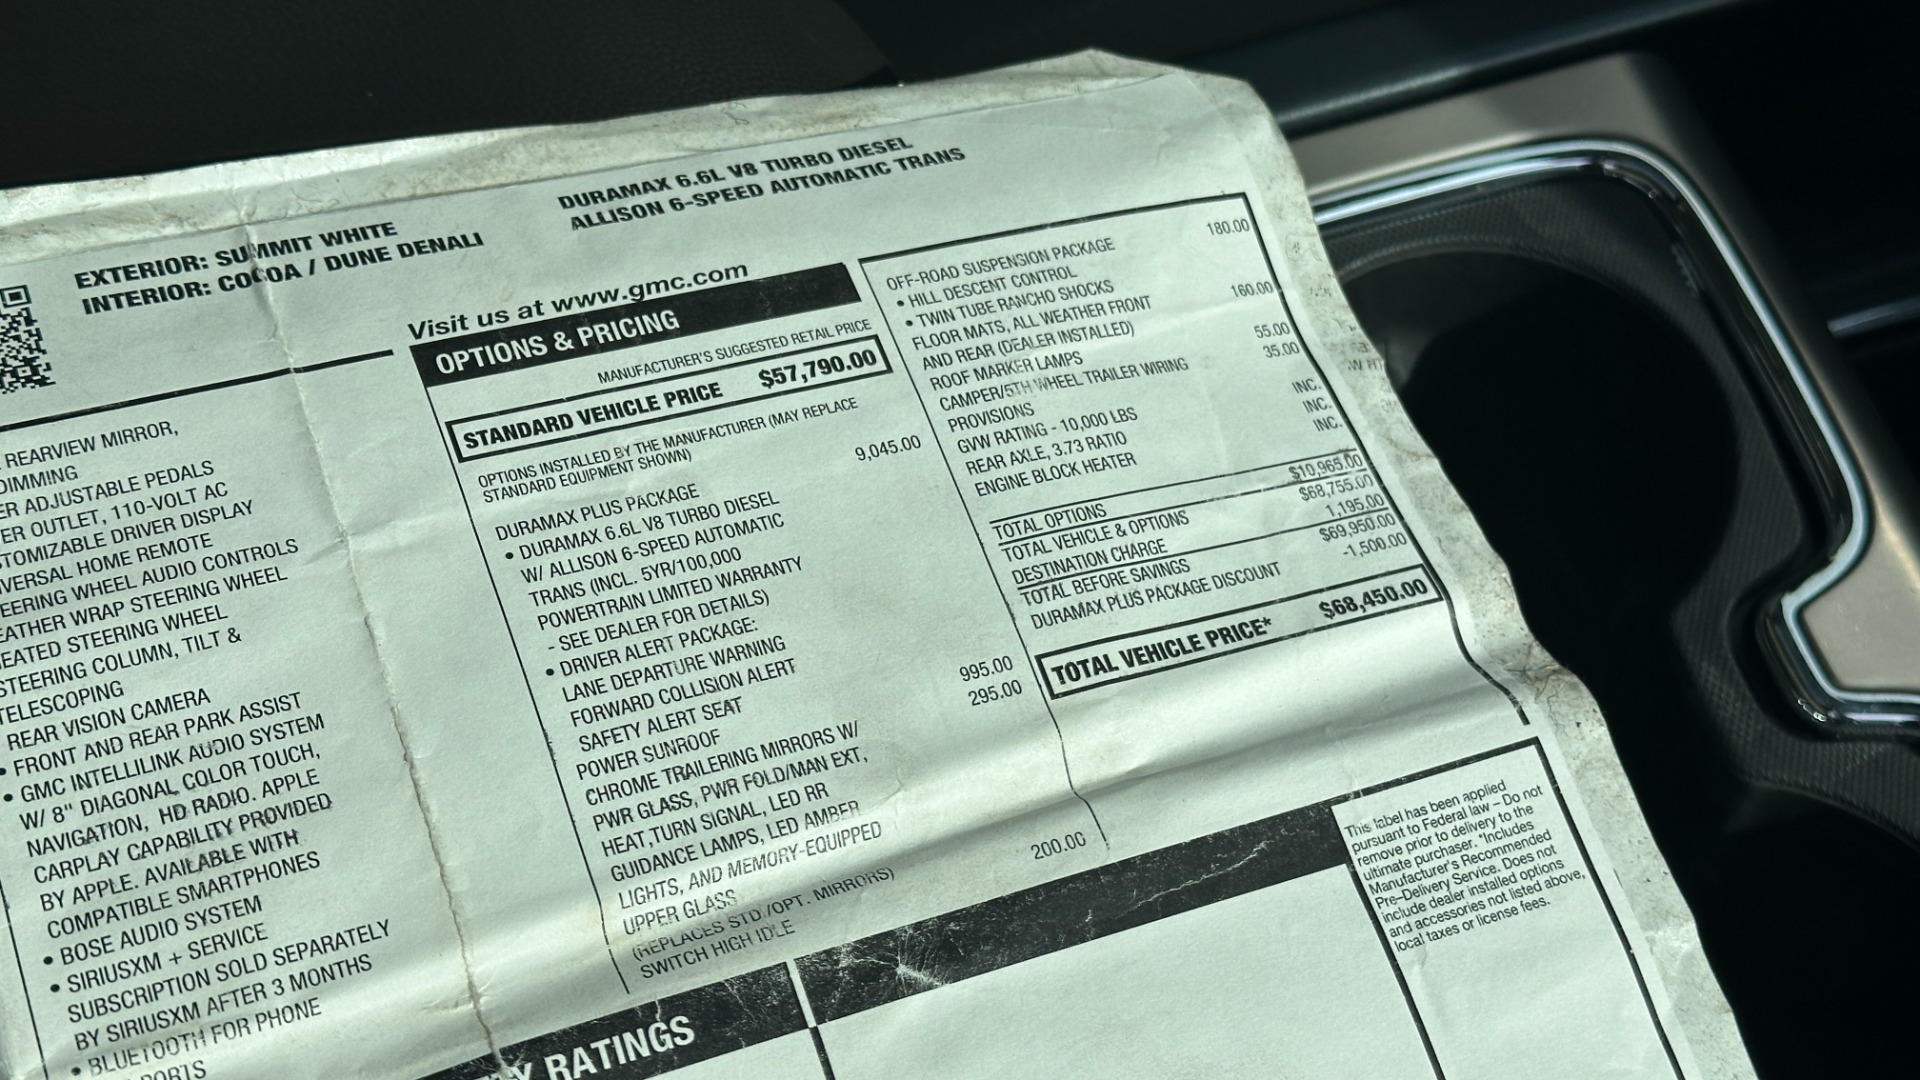 EXTERIOR: SUMMIT WHITE
INTERIOR: COCOA / DUNE DENALI
DURAMAX 6.6L V8 TURBO DIESEL
ALLISON 6-SPEED AUTOMATIC TRANS
REARVIEW MIRROR,
DIMMING
ADJUSTABLE PEDALS
OUTLET, 110-VOLT AC
DRIVER DISPLAY
HOME REMOTE
WHEEL AUDIO CONTROLS
WRAP STEERING WHEEL
STEERING WHEEL
STEERING COLUMN, TILT &
TELESCOPING
REAR VISION CAMERA
• FRONT AND REAR PARK ASSIST
• GMC INTELLILINK AUDIO SYSTEM
W/ 8" DIAGONAL COLOR TOUCH,
NAVIGATION, HD RADIO. APPLE
CARPLAY CAPABILITY PROVIDED
BY APPLE. AVAILABLE WITH
COMPATIBLE SMARTPHONES
• BOSE AUDIO SYSTEM
• SIRIUSXM + SERVICE
SUBSCRIPTION SOLD SEPARATELY
BY SIRIUSXM AFTER 3 MONTHS
• BLUETOOTH FOR PHONE
PORTS
Visit us at www.gmc.com
OPTIONS & PRICING
MANUFACTURER'S SUGGESTED RETAIL PRICE
STANDARD VEHICLE PRICE $57,790.00
OPTIONS INSTALLED BY THE MANUFACTURER (MAY REPLACE
STANDARD EQUIPMENT SHOWN)
DURAMAX PLUS PACKAGE 9,045.00
• DURAMAX 6.6L V8 TURBO DIESEL
W/ ALLISON 6-SPEED AUTOMATIC
TRANS (INCL. 5YR/100,000
POWERTRAIN LIMITED WARRANTY
- SEE DEALER FOR DETAILS)
• DRIVER ALERT PACKAGE:
LANE DEPARTURE WARNING
FORWARD COLLISION ALERT
SAFETY ALERT SEAT
POWER SUNROOF 995.00
CHROME TRAILERING MIRRORS W/ 295.00
PWR GLASS, PWR FOLD/MAN EXT,
HEAT,TURN SIGNAL, LED RR
GUIDANCE LAMPS, LED AMBER
LIGHTS, AND MEMORY-EQUIPPED
UPPER GLASS
(REPLACES STD./OPT. MIRRORS)
SWITCH HIGH IDLE 200.00
OFF-ROAD SUSPENSION PACKAGE 180.00
• HILL DESCENT CONTROL
• TWIN TUBE RANCHO SHOCKS
FLOOR MATS, ALL WEATHER FRONT 160.00
AND REAR (DEALER INSTALLED)
ROOF MARKER LAMPS 55.00
CAMPER/5TH WHEEL TRAILER WIRING 35.00
PROVISIONS
GVW RATING - 10,000 LBS INC.
REAR AXLE, 3.73 RATIO INC.
ENGINE BLOCK HEATER INC.
TOTAL OPTIONS $10,965.00
TOTAL VEHICLE & OPTIONS $68,755.00
DESTINATION CHARGE 1,195.00
TOTAL BEFORE SAVINGS $69,950.00
DURAMAX PLUS PACKAGE DISCOUNT -1,500.00
TOTAL VEHICLE PRICE* $68,450.00
This label has been applied
pursuant to Federal law – Do not
remove prior to delivery to the
ultimate purchaser. *Includes
Manufacturer's Recommended
Pre–Delivery Service. Does not
include dealer installed options
and accessories not listed above,
local taxes or license fees.
RATINGS